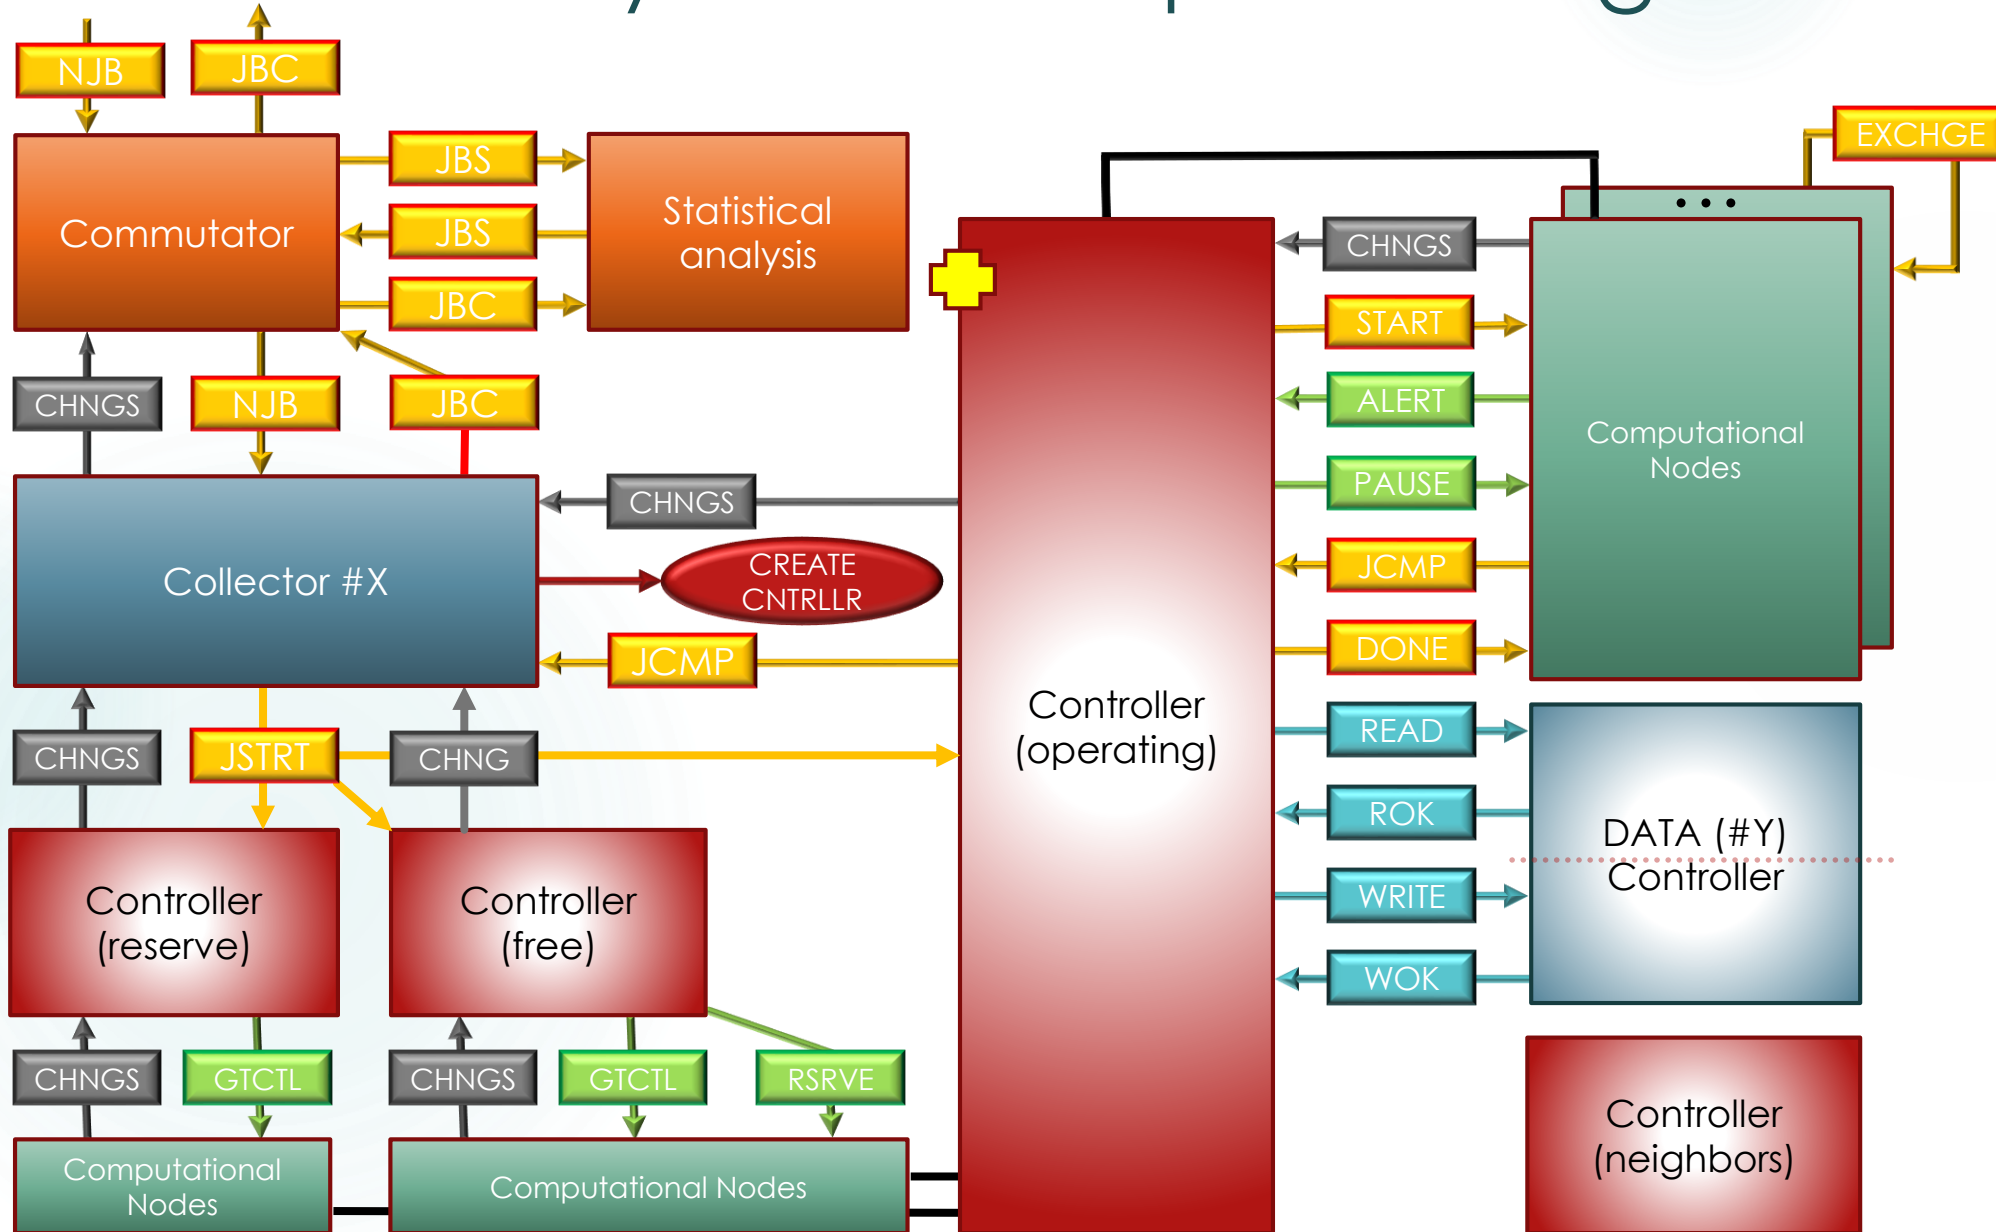 NJB
JBC
EXCHGE
JBS
Commutator
Statistical
analysis
JBS
JBC
CHNGS
NJB
JBC
CHNGS
Collector #X
CREATE
CNTRLLR
JCMP
CHNGS
JSTRT
CHNG
Controller
(reserve)
Controller
(free)
CHNGS
GTCTL
CHNGS
GTCTL
RSRVE
Computational
Nodes
Computational Nodes
Controller
(operating)
• • •
CHNGS
START
ALERT
PAUSE
JCMP
DONE
Computational
Nodes
READ
ROK
WRITE
WOK
DATA (#Y)
Controller
Controller
(neighbors)